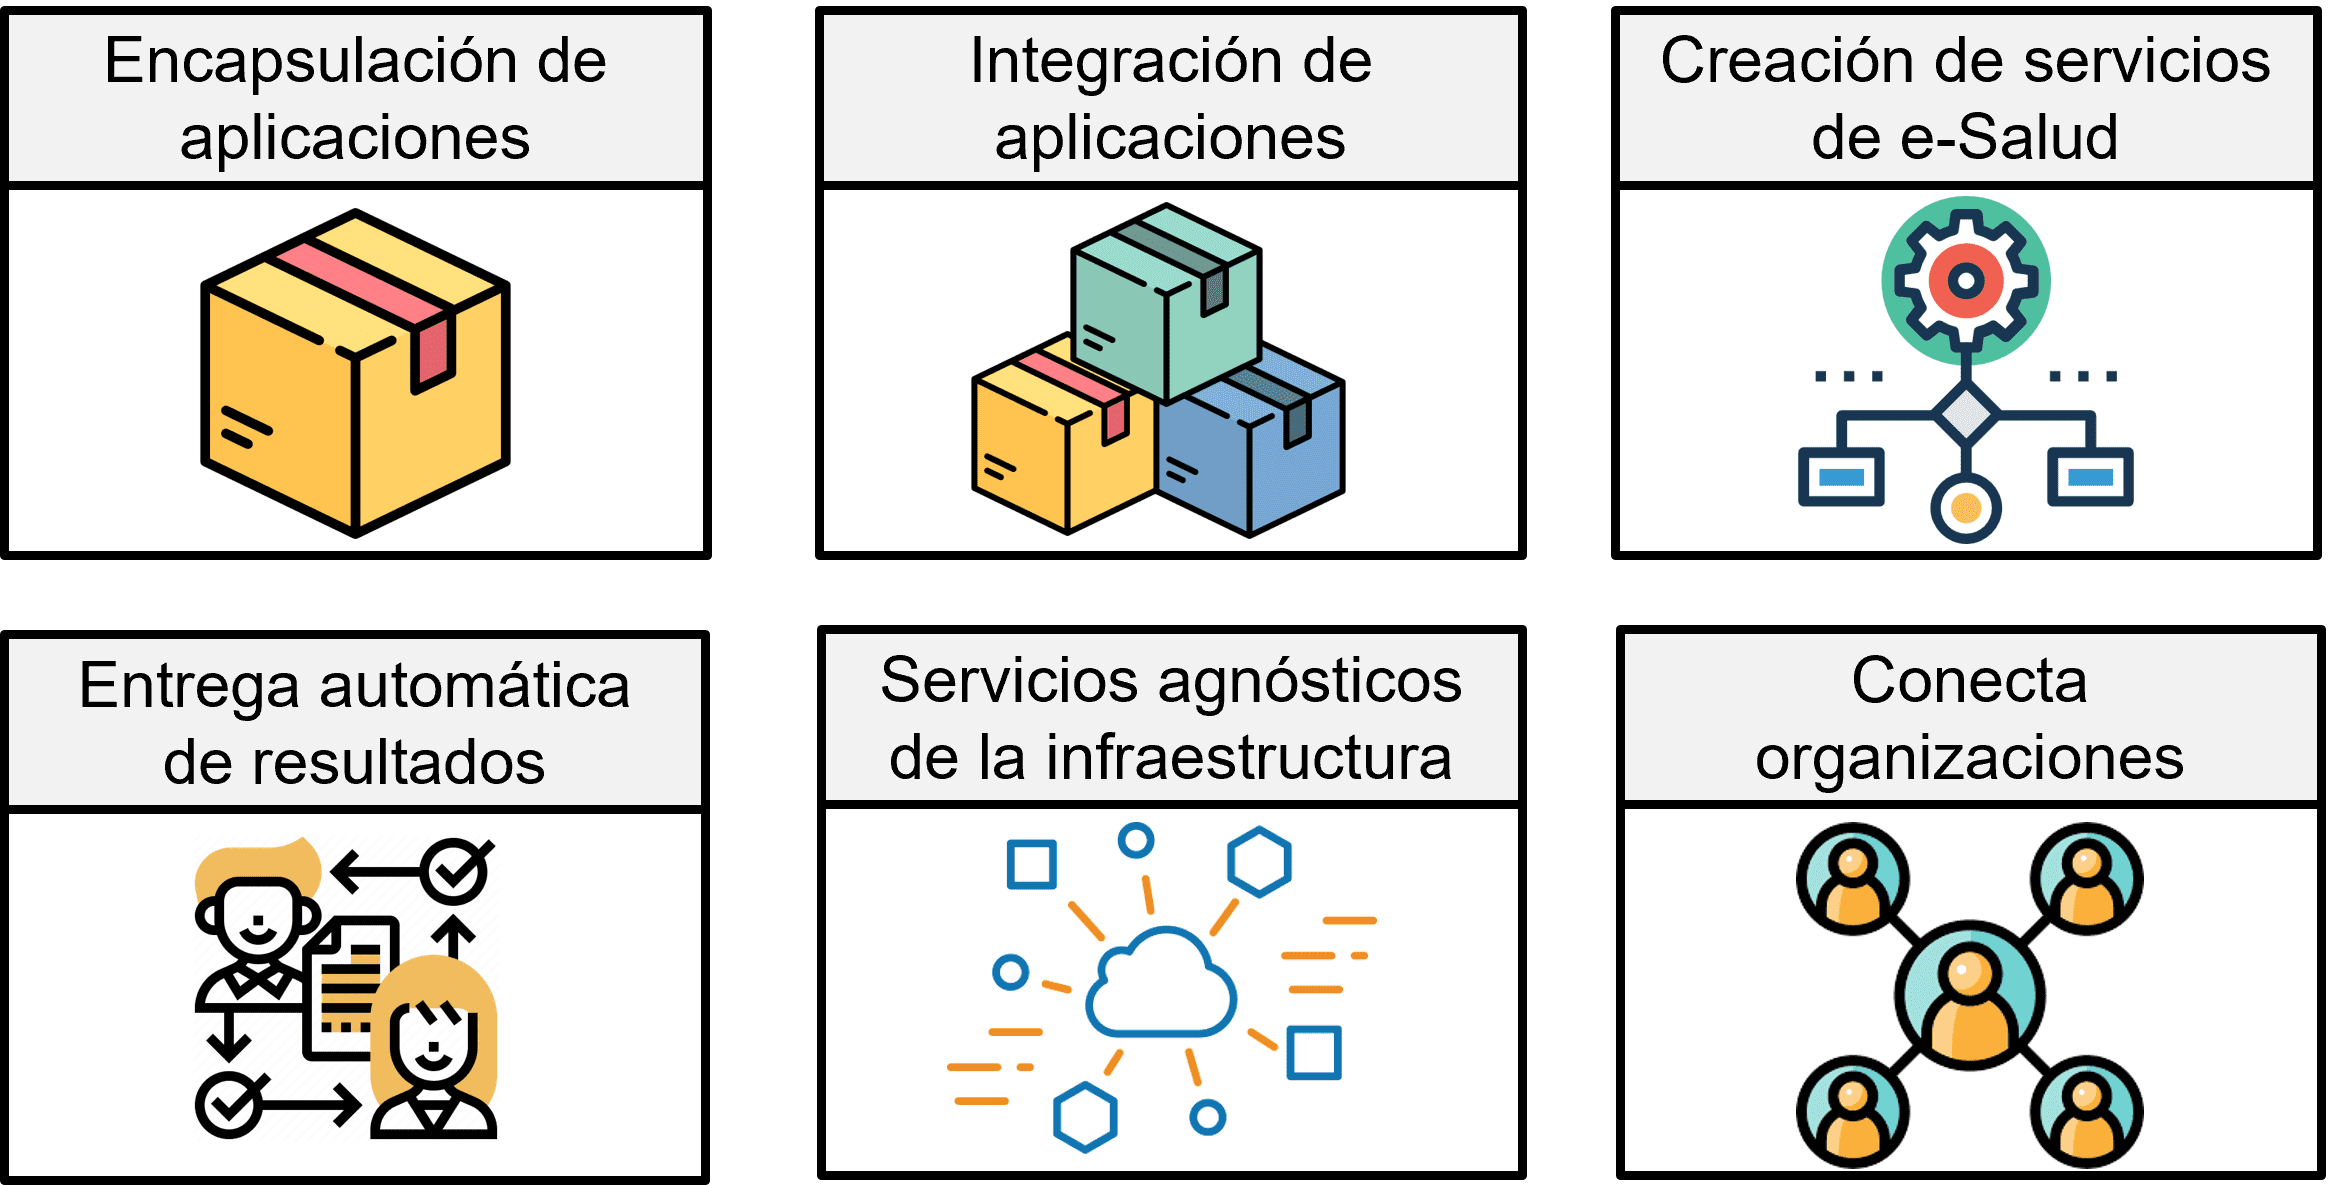 Encapsulación de
aplicaciones
Integración de
aplicaciones
Creación de servicios
de e-Salud
Entrega automática
de resultados
Servicios agnósticos
de la infraestructura
Conecta
organizaciones